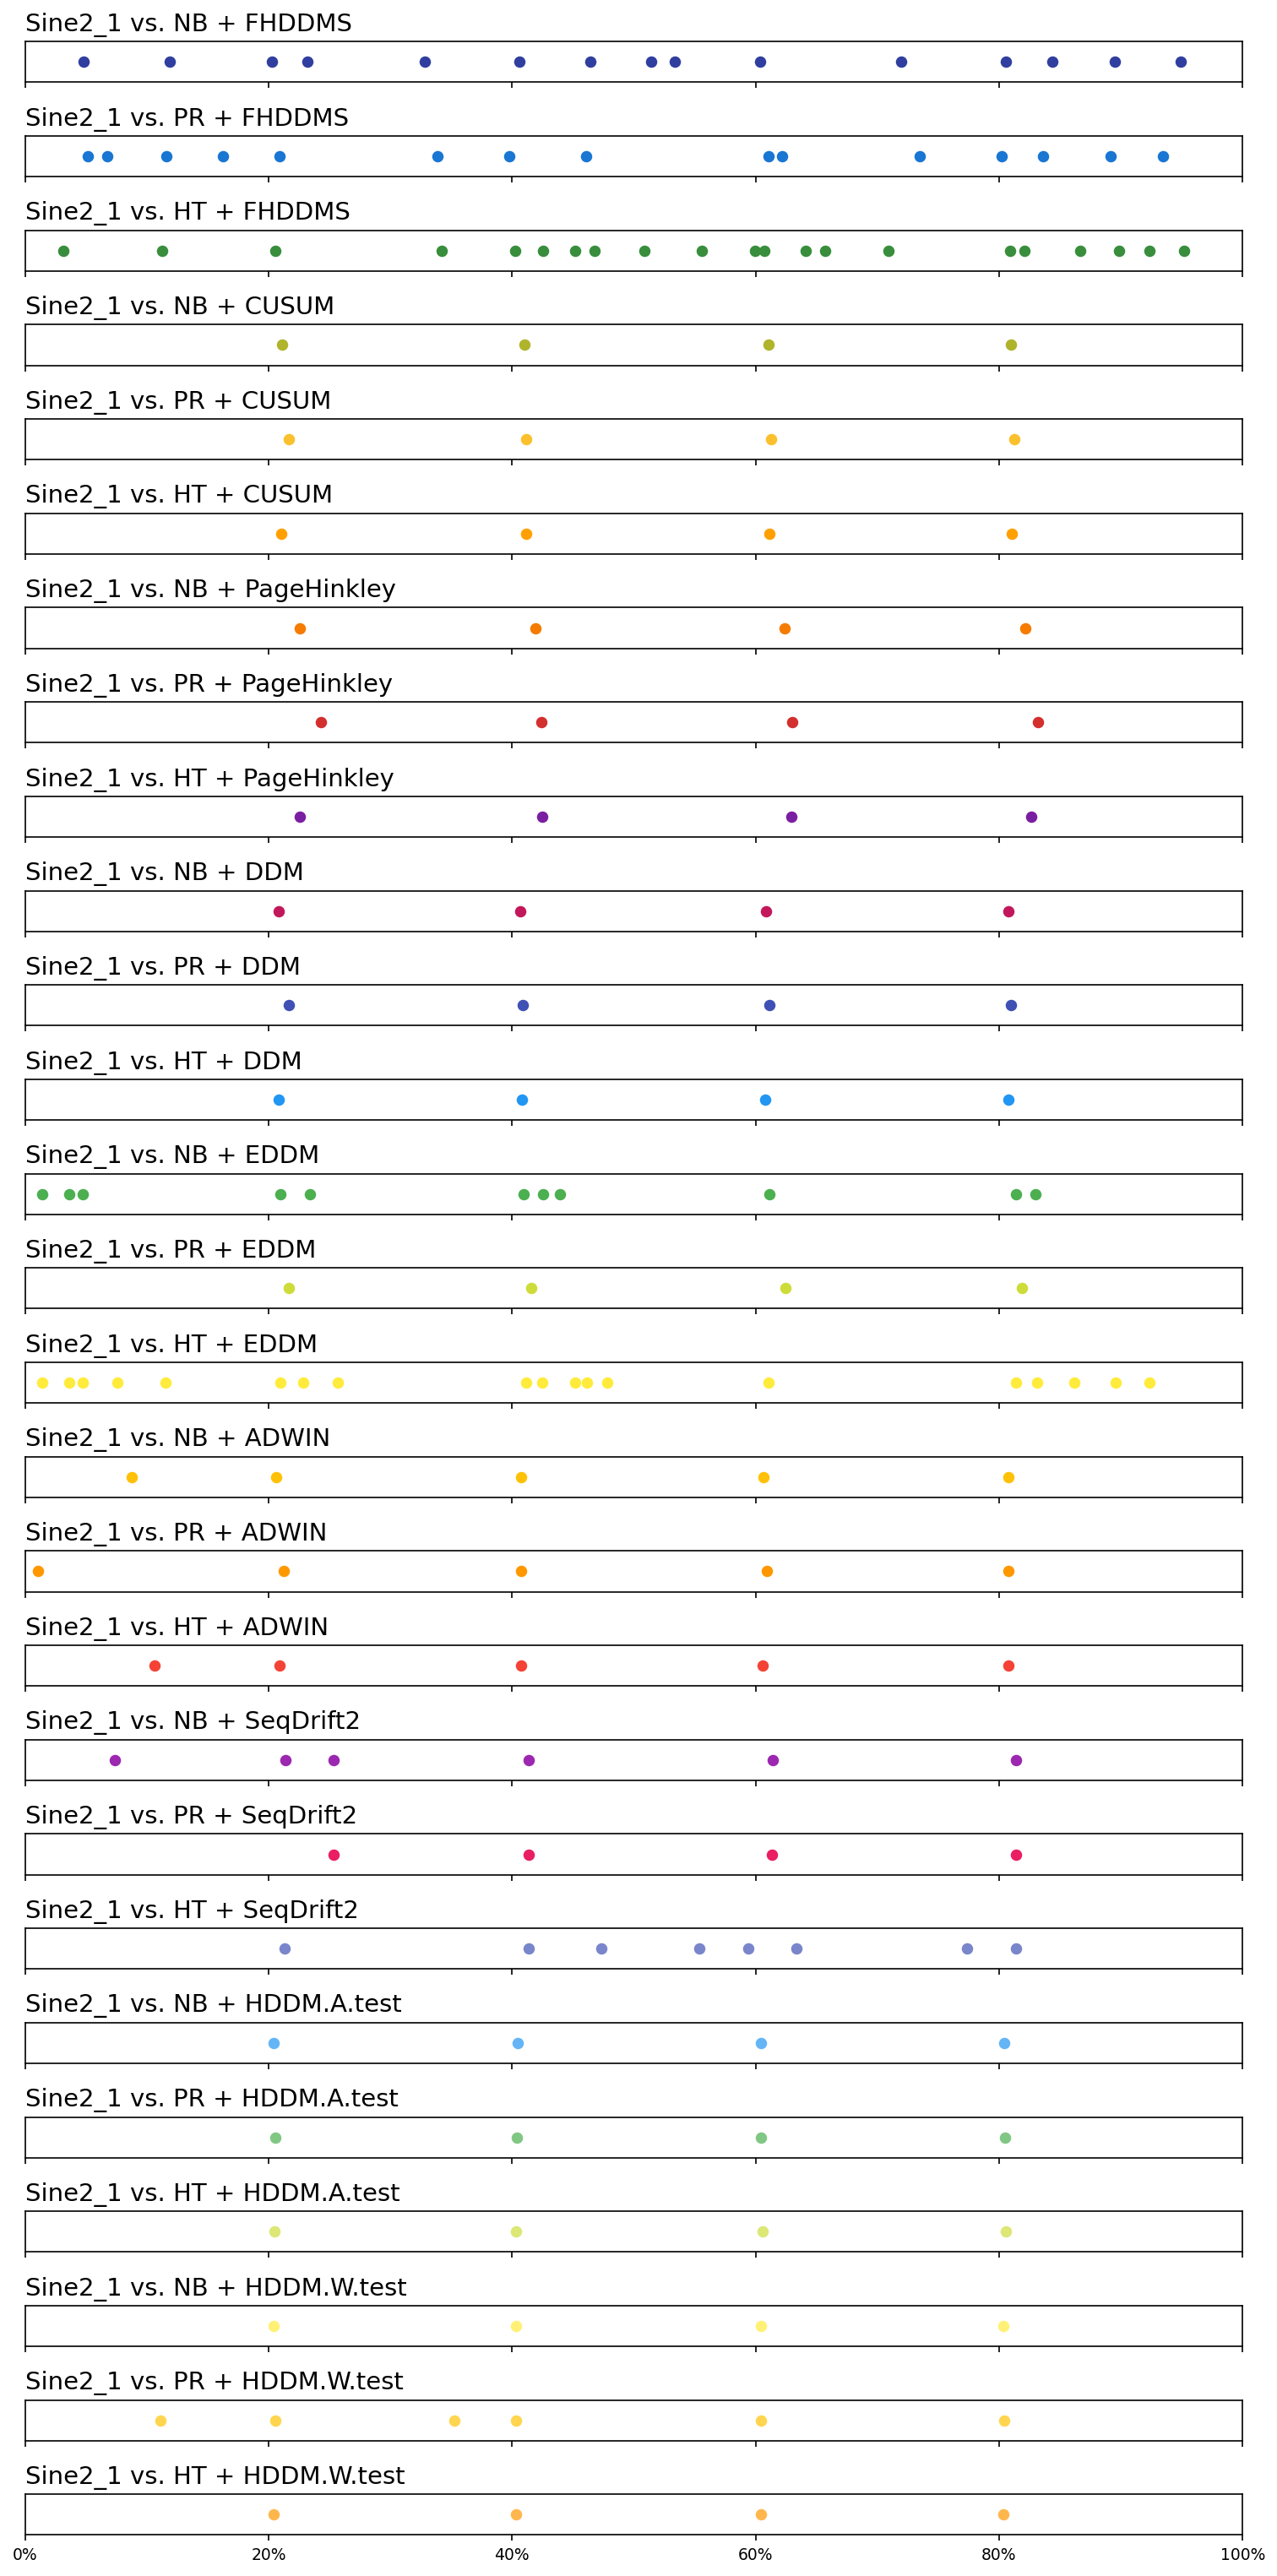 Sine2_1 vs. NB + FHDDMS
Sine2_1 vs. PR + FHDDMS
Sine2_1 vs. HT + FHDDMS
Sine2_1 vs. NB + CUSUM
Sine2_1 vs. PR + CUSUM
Sine2_1 vs. HT + CUSUM
Sine2_1 vs. NB + PageHinkley
Sine2_1 vs. PR + PageHinkley
Sine2_1 vs. HT + PageHinkley
Sine2_1 vs. NB + DDM
Sine2_1 vs. PR + DDM
Sine2_1 vs. HT + DDM
Sine2_1 vs. NB + EDDM
Sine2_1 vs. PR + EDDM
Sine2_1 vs. HT + EDDM
Sine2_1 vs. NB + ADWIN
Sine2_1 vs. PR + ADWIN
Sine2_1 vs. HT + ADWIN
Sine2_1 vs. NB + SeqDrift2
Sine2_1 vs. PR + SeqDrift2
Sine2_1 vs. HT + SeqDrift2
Sine2_1 vs. NB + HDDM.A.test
Sine2_1 vs. PR + HDDM.A.test
Sine2_1 vs. HT + HDDM.A.test
Sine2_1 vs. NB + HDDM.W.test
Sine2_1 vs. PR + HDDM.W.test
Sine2_1 vs. HT + HDDM.W.test
0% 20% 40% 60% 80% 100%